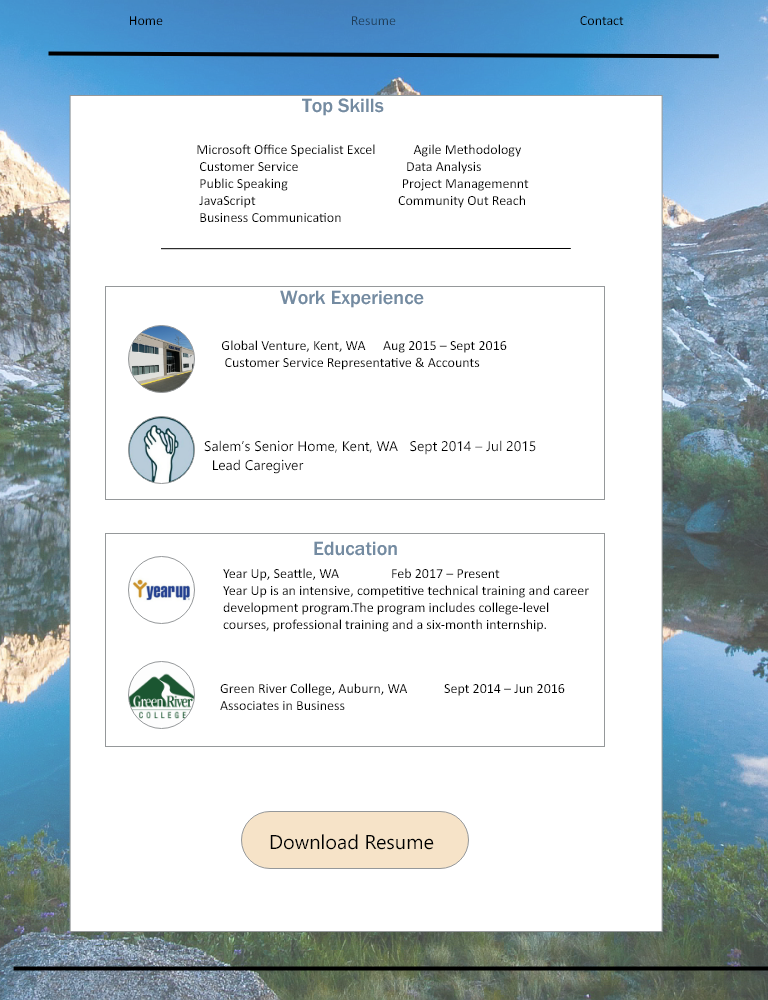 Home Resume Contact
Top Skills
Microsoft Office Specialist Excel Agile Methodology
Customer Service Data Analysis
Public Speaking Project Managemennt
JavaScript Community Out Reach
Business Communication
Work Experience
Global Venture, Kent, WA Aug 2015 – Sept 2016
Customer Service Representative & Accounts
Salem's Senior Home, Kent, WA Sept 2014 – Jul 2015
Lead Caregiver
Education
yearup
Year Up, Seattle, WA Feb 2017 – Present
Year Up is an intensive, competitive technical training and career
development program.The program includes college-level
courses, professional training and a six-month internship.
Green River
COLLEGE
Green River College, Auburn, WA Sept 2014 – Jun 2016
Associates in Business
Download Resume